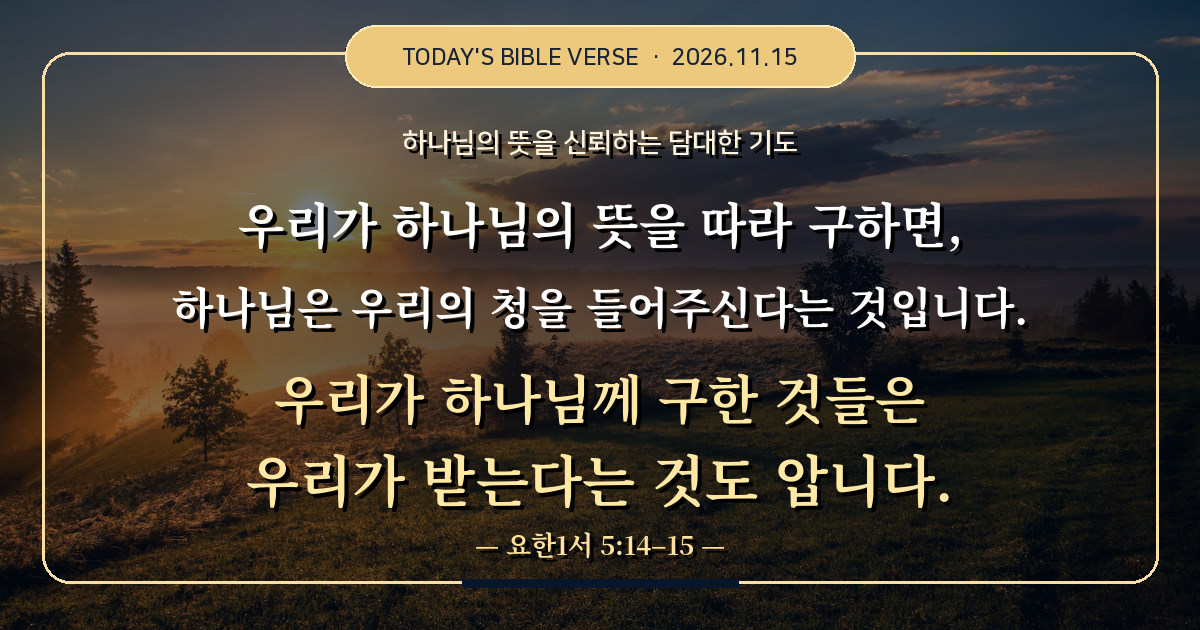 TODAY'S BIBLE VERSE · 2026.11.15
하나님의 뜻을 신뢰하는 담대한 기도
우리가 하나님의 뜻을 따라 구하면,
하나님은 우리의 청을 들어주신다는 것입니다.
우리가 하나님께 구한 것들은
우리가 받는다는 것도 압니다.
— 요한1서 5:14–15 —